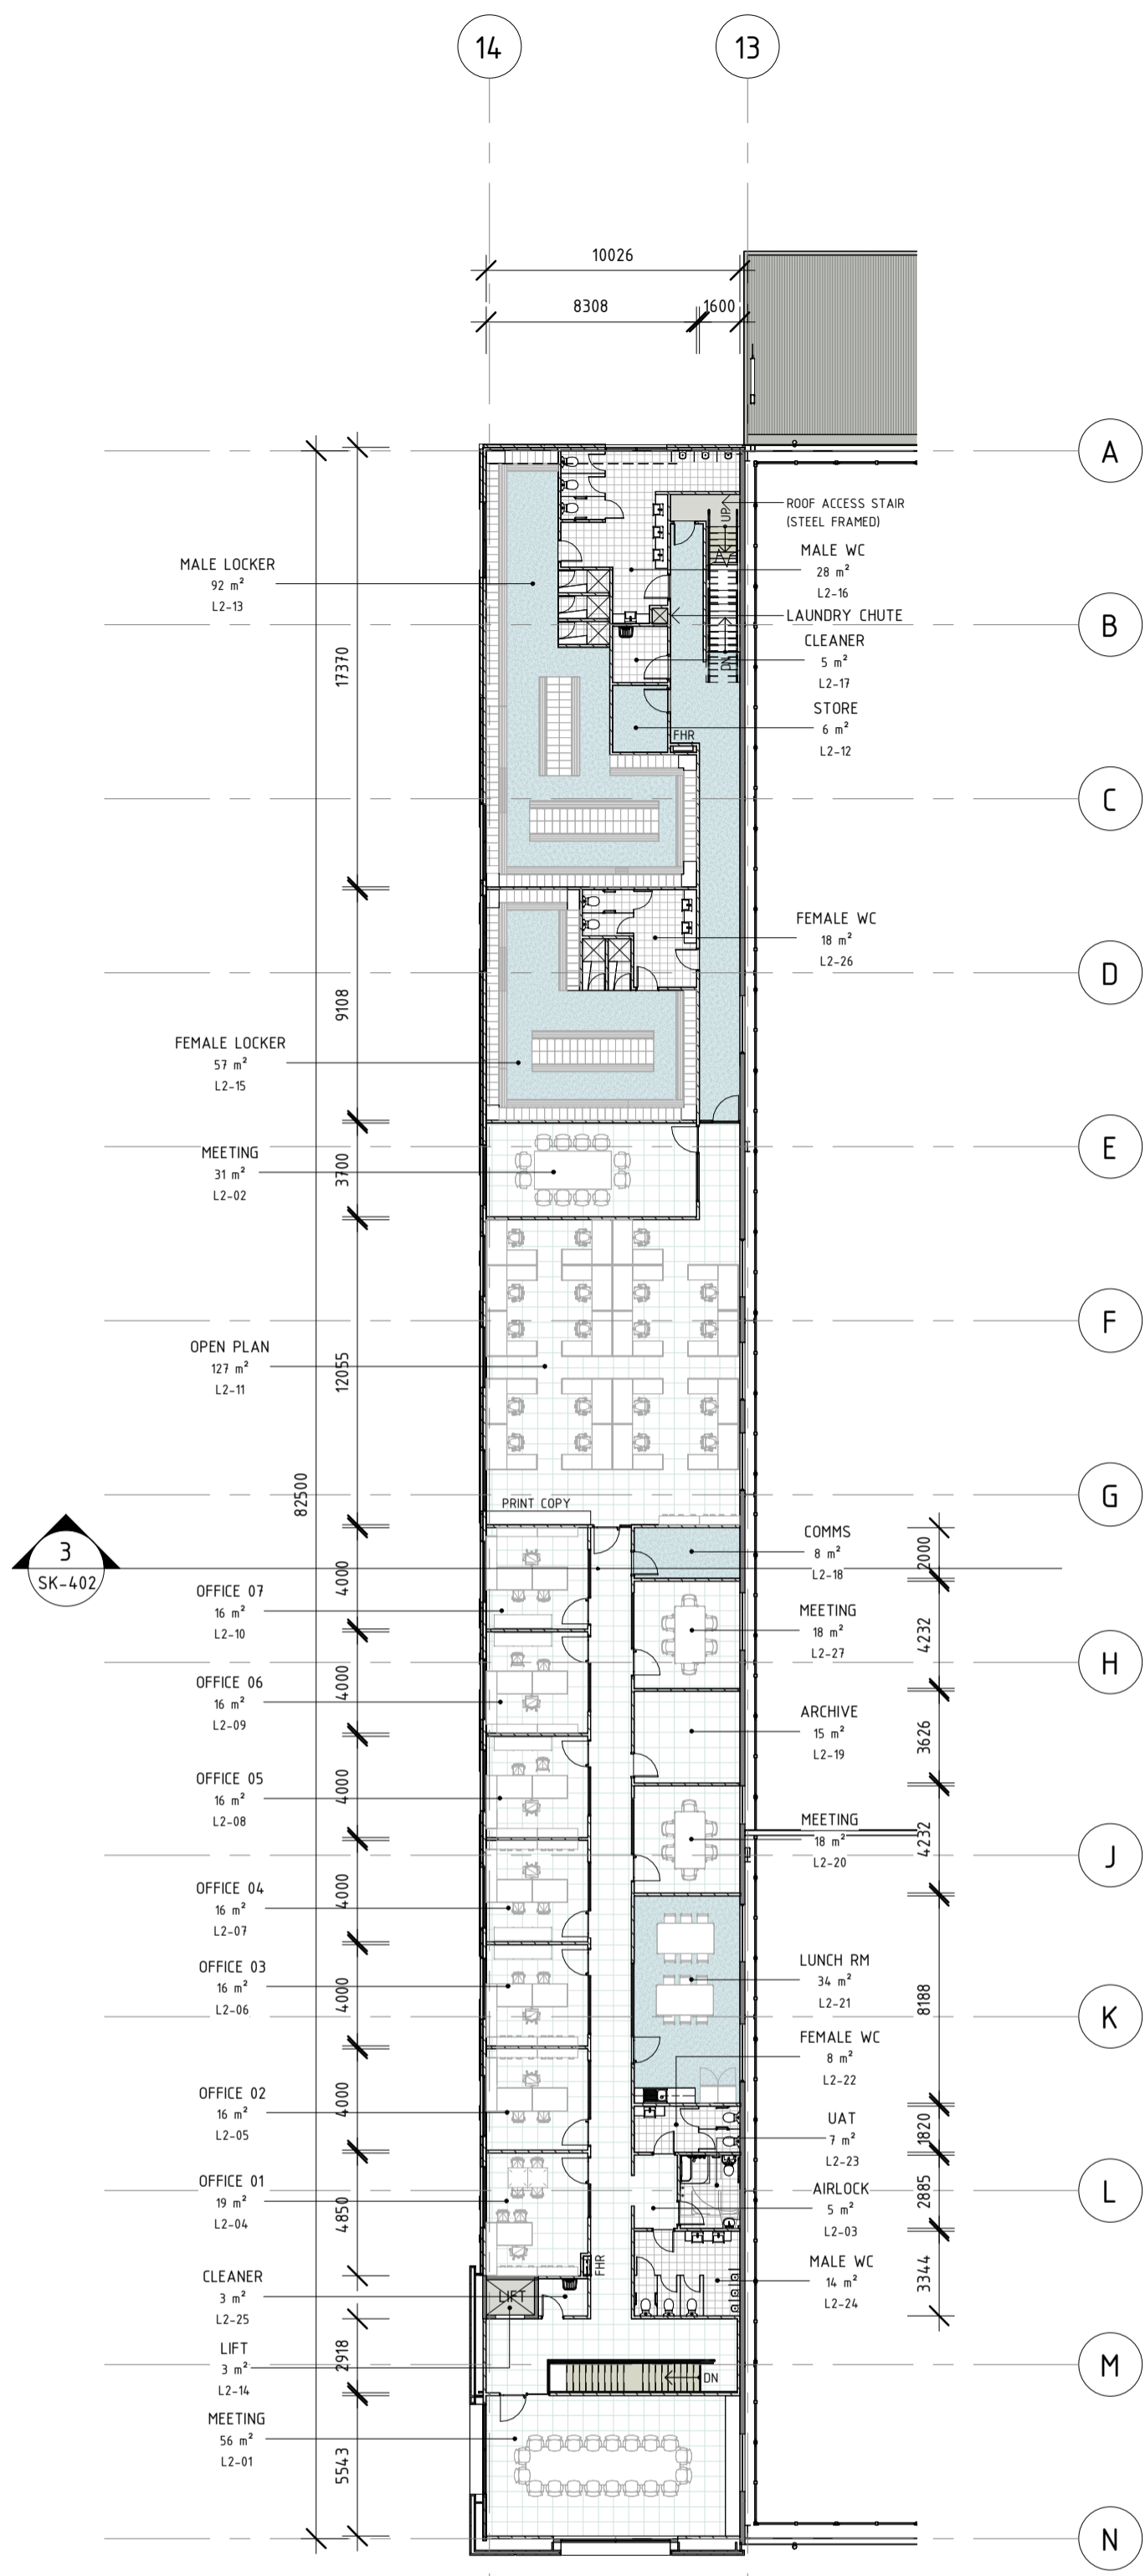 14
13
10026
8308
1600
A
ROOF ACCESS STAIR
(STEEL FRAMED)
UP
MALE WC
28 m²
L2-16
MALE LOCKER
92 m²
L2-13
LAUNDRY CHUTE
B
CLEANER
5 m²
L2-17
DN
17370
STORE
6 m²
L2-12
FHR
C
FEMALE WC
18 m²
L2-26
D
9108
FEMALE LOCKER
57 m²
L2-15
E
MEETING
31 m²
L2-02
3700
F
OPEN PLAN
127 m²
L2-11
12055
82500
G
PRINT COPY
3
SK-402
COMMS
8 m²
L2-18
2000
4000
OFFICE 07
16 m²
L2-10
MEETING
18 m²
L2-27
4232
H
OFFICE 06
16 m²
L2-09
4000
ARCHIVE
15 m²
L2-19
3626
OFFICE 05
16 m²
L2-08
4000
MEETING
18 m²
L2-20
4232
J
OFFICE 04
16 m²
L2-07
4000
OFFICE 03
16 m²
L2-06
4000
LUNCH RM
34 m²
L2-21
8188
K
FEMALE WC
8 m²
L2-22
OFFICE 02
16 m²
L2-05
4000
UAT
7 m²
L2-23
1820
OFFICE 01
19 m²
L2-04
4850
AIRLOCK
5 m²
L2-03
2885
L
FHR
MALE WC
14 m²
L2-24
3344
CLEANER
3 m²
L2-25
LIFT
LIFT
3 m²
L2-14
2918
M
DN
MEETING
56 m²
L2-01
5543
N